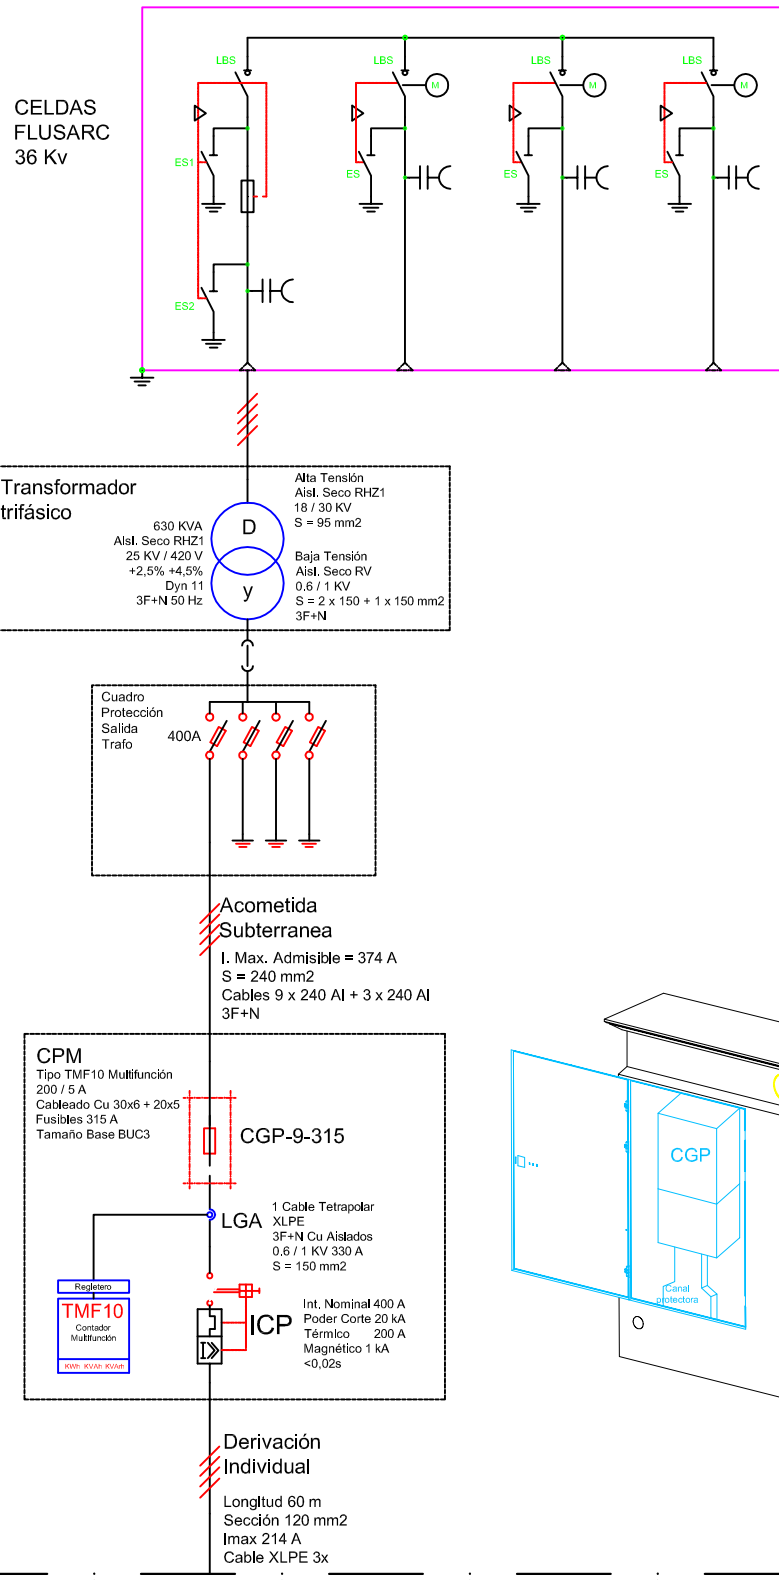 LBS
LBS
LBS
LBS
CELDAS
FLUSARC
36 Kv
M
M
M
ES1
ES
ES
ES
ES2
Transformador
trifásico
630 KVA
Aisl. Seco RHZ1
25 KV / 420 V
+2,5% +4,5%
Dyn 11
3F+N 50 Hz
D
y
Alta Tensión
Aisl. Seco RHZ1
18 / 30 KV
S = 95 mm2
Baja Tensión
Aisl. Seco RV
0.6 / 1 KV
S = 2 x 150 + 1 x 150 mm2
3F+N
Cuadro
Protección
Salida
Trafo
400A
Acometida
Subterranea
I. Max. Admisible = 374 A
S = 240 mm2
Cables 9 x 240 Al + 3 x 240 Al
3F+N
CPM
Tipo TMF10 Multifunción
200 / 5 A
Cableado Cu 30x6 + 20x5
Fusibles 315 A
Tamaño Base BUC3
CGP-9-315
LGA
1 Cable Tetrapolar
XLPE
3F+N Cu Aislados
0.6 / 1 KV 330 A
S = 150 mm2
Regletero
TMF10
Contador
Multifunción
KWh KVAh KVArh
I
ICP
Int. Nominal 400 A
Poder Corte 20 kA
Térmico 200 A
Magnético 1 kA
<0,02s
CGP
Canal
protectora
Derivación
Individual
Longitud 60 m
Sección 120 mm2
Imax 214 A
Cable XLPE 3x